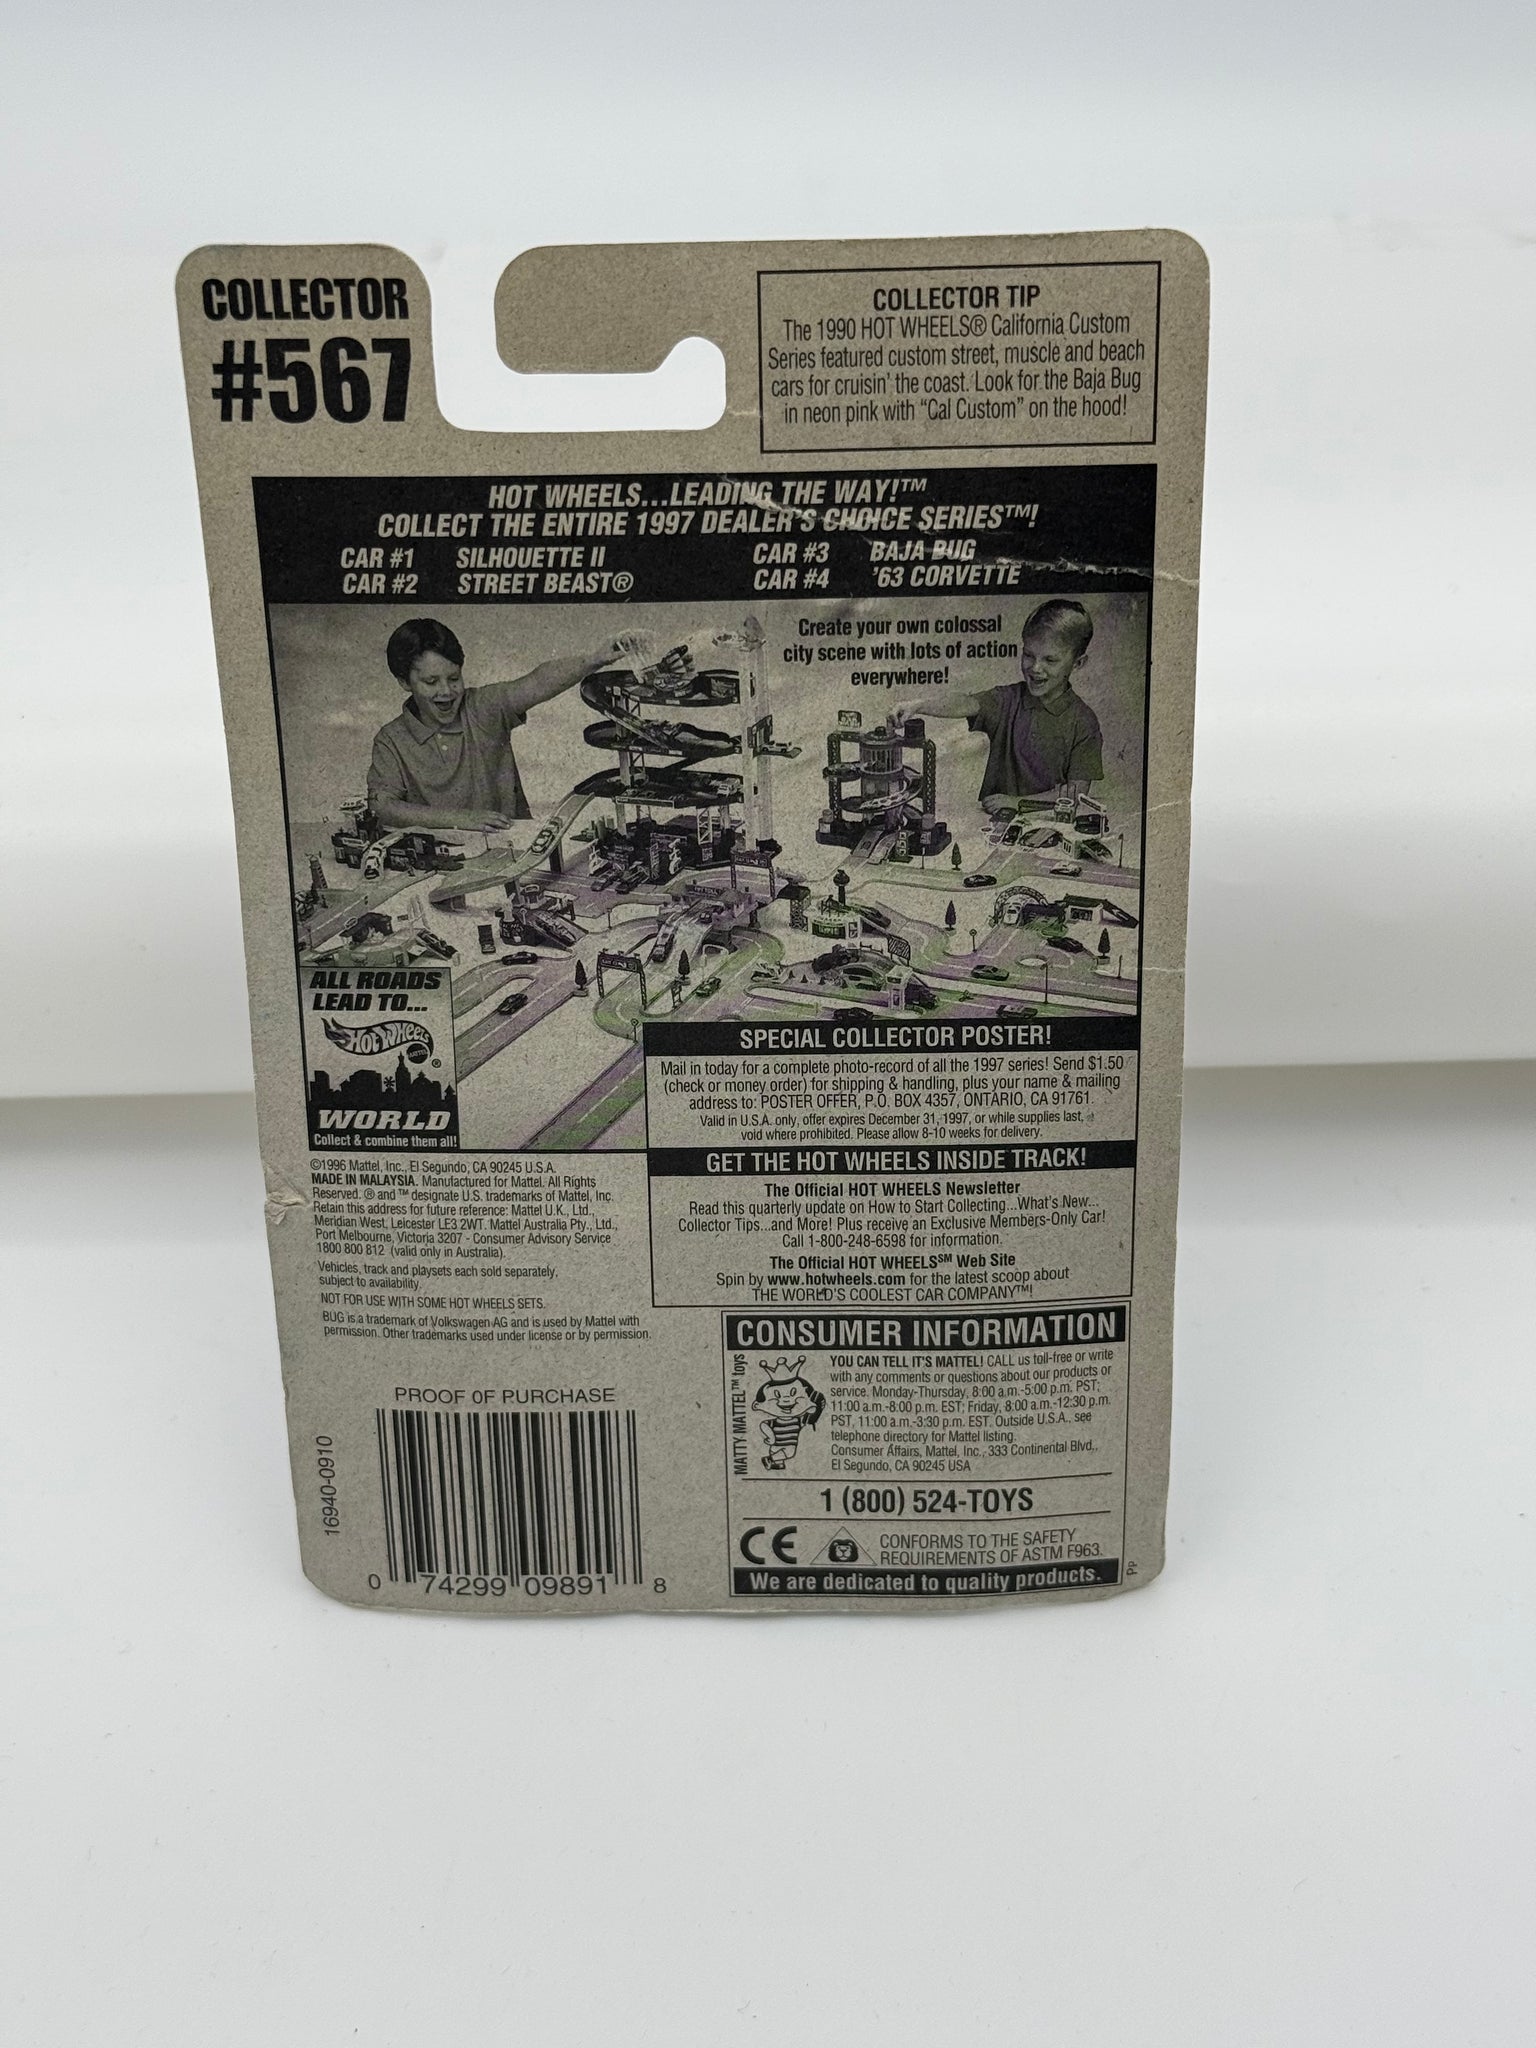 COLLECTOR
#567
COLLECTOR TIP
The 1990 HOT WHEELS® California Custom
Series featured custom street, muscle and beach
cars for cruisin' the coast. Look for the Baja Bug
in neon pink with “Cal Custom” on the hood!
HOT WHEELS...LEADING THE WAY!™
COLLECT THE ENTIRE 1997 DEALER'S CHOICE SERIES™!
CAR #1 SILHOUETTE II CAR #3 BAJA BUG
CAR #2 STREET BEAST® CAR #4 '63 CORVETTE
Create your own colossal
city scene with lots of action
everywhere!
ALL ROADS
LEAD TO...
HOT WHEELS ®
MATTEL
WORLD
Collect & combine them all!
SPECIAL COLLECTOR POSTER!
Mail in today for a complete photo-record of all the 1997 series! Send $1.50
(check or money order) for shipping & handling, plus your name & mailing
address to: POSTER OFFER, P.O. BOX 4357, ONTARIO, CA 91761.
Valid in U.S.A. only, offer expires December 31, 1997, or while supplies last,
void where prohibited. Please allow 8-10 weeks for delivery.
GET THE HOT WHEELS INSIDE TRACK!
The Official HOT WHEELS Newsletter
Read this quarterly update on How to Start Collecting...What's New...
Collector Tips...and More! Plus receive an Exclusive Members-Only Car!
Call 1-800-248-6598 for information.
The Official HOT WHEELS℠ Web Site
Spin by www.hotwheels.com for the latest scoop about
THE WORLD'S COOLEST CAR COMPANY™!
©1996 Mattel, Inc., El Segundo, CA 90245 U.S.A.
MADE IN MALAYSIA. Manufactured for Mattel. All Rights
Reserved. ® and ™ designate U.S. trademarks of Mattel, Inc.
Retain this address for future reference: Mattel U.K., Ltd.,
Meridian West, Leicester LE3 2WT. Mattel Australia Pty., Ltd.,
Port Melbourne, Victoria 3207 - Consumer Advisory Service
1800 800 812 (valid only in Australia).
Vehicles, track and playsets each sold separately,
subject to availability.
NOT FOR USE WITH SOME HOT WHEELS SETS.
BUG is a trademark of Volkswagen AG and is used by Mattel with
permission. Other trademarks used under license or by permission.
PROOF OF PURCHASE
16940-0910
0 74299 09891 8
CONSUMER INFORMATION
MATTY MATTEL™ toys
YOU CAN TELL IT'S MATTEL! CALL us toll-free or write
with any comments or questions about our products or
service. Monday-Thursday, 8:00 a.m.-5:00 p.m. PST;
11:00 a.m.-8:00 p.m. EST; Friday, 8:00 a.m.-12:30 p.m.
PST, 11:00 a.m.-3:30 p.m. EST. Outside U.S.A., see
telephone directory for Mattel listing.
Consumer Affairs, Mattel, Inc., 333 Continental Blvd.,
El Segundo, CA 90245 USA
1 (800) 524-TOYS
CE
CONFORMS TO THE SAFETY
REQUIREMENTS OF ASTM F963.
We are dedicated to quality products.
PP